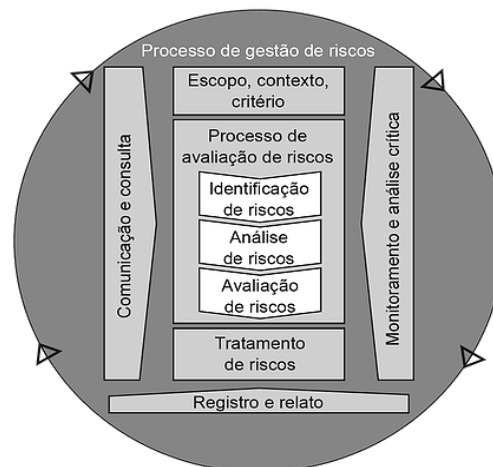 Processo de gestão de riscos
Escopo, contexto,
critério
Processo de
avaliação de riscos
Identificação
de riscos
Análise
de riscos
Avaliação
de riscos
Tratamento
de riscos
Comunicação e consulta
Monitoramento e análise crítica
Registro e relato